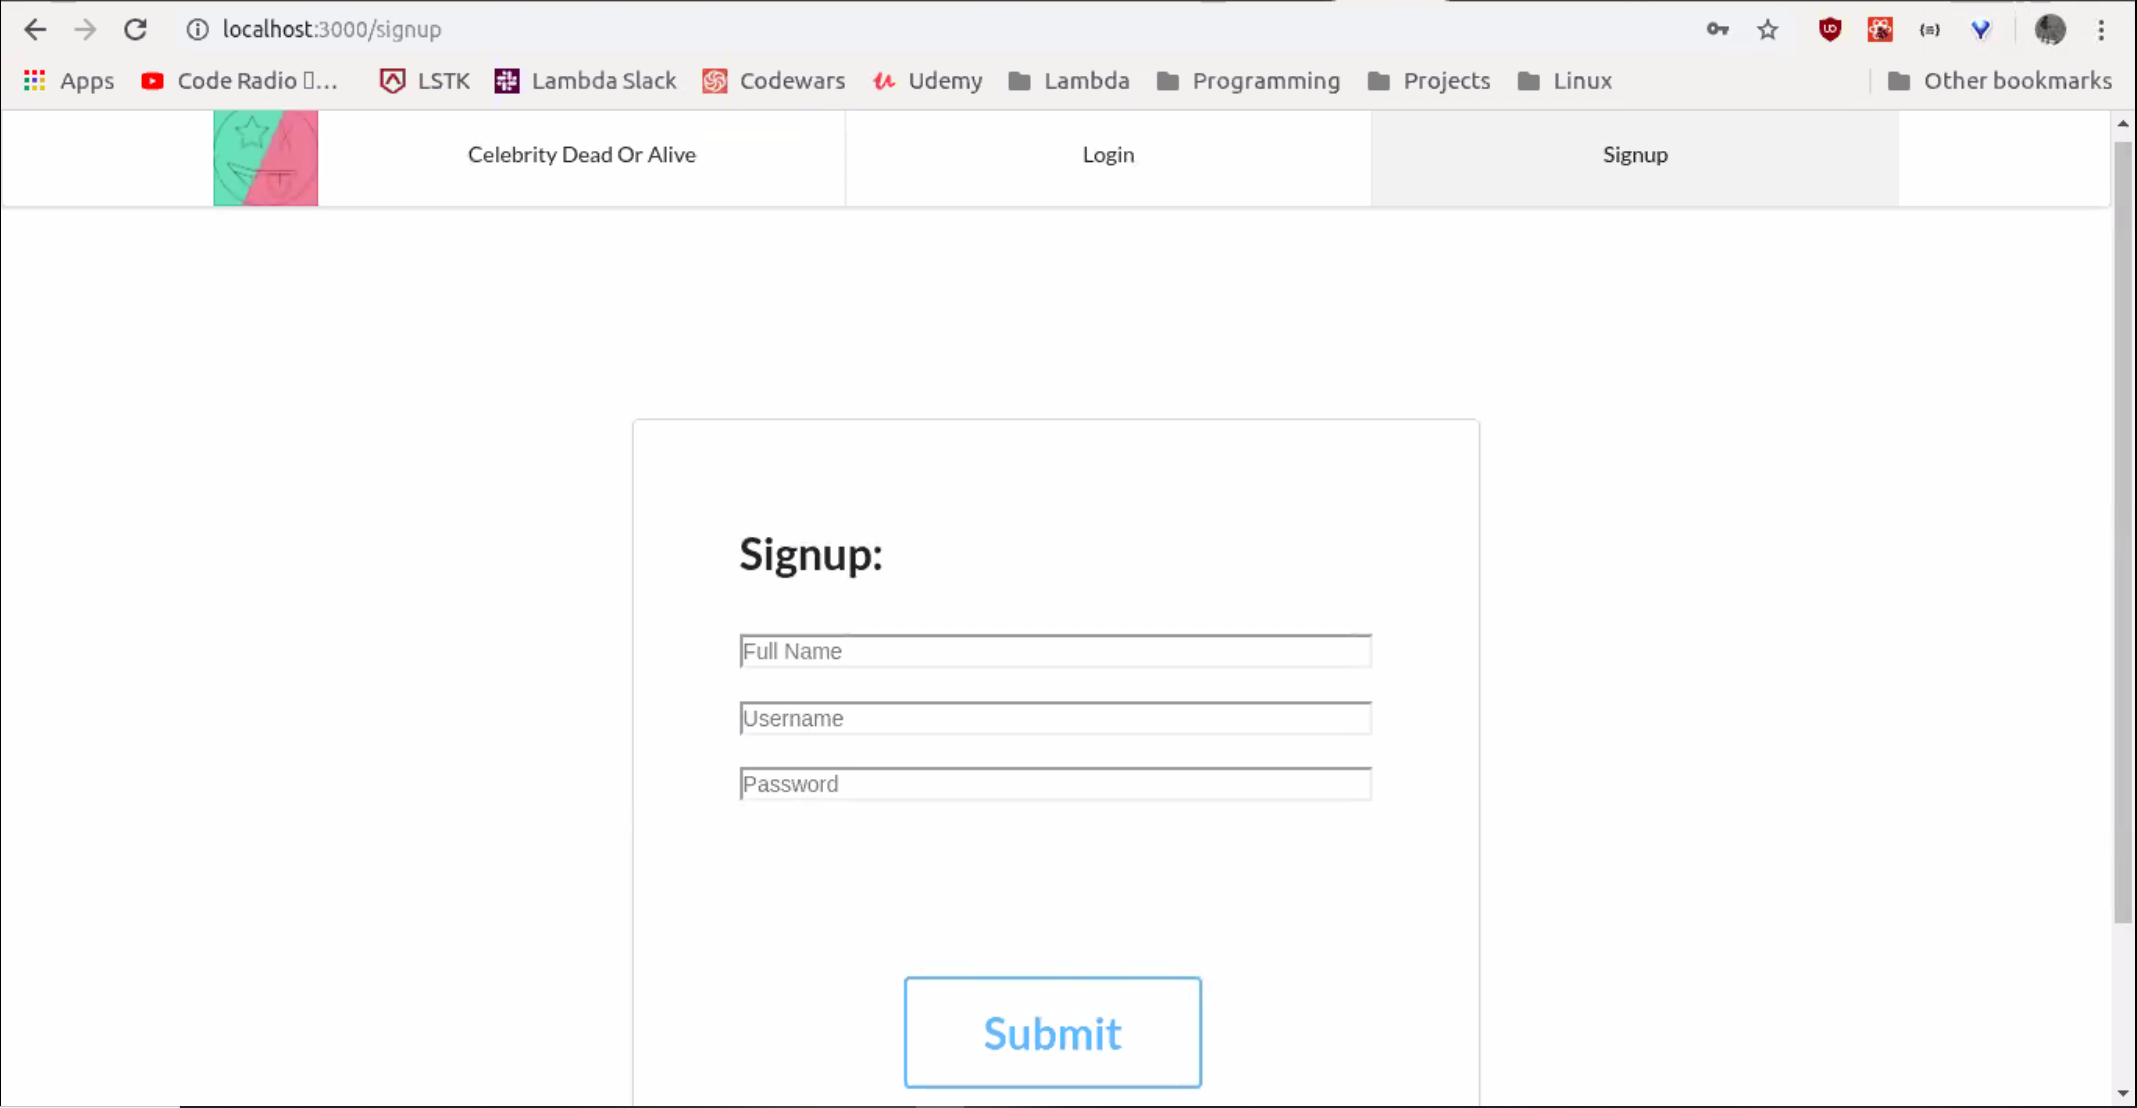 localhost:3000/signup
Apps Code Radio ▯... LSTK Lambda Slack Codewars Udemy Lambda Programming Projects Linux Other bookmarks
Celebrity Dead Or Alive Login Signup
Signup:
Full Name
Username
Password
Submit